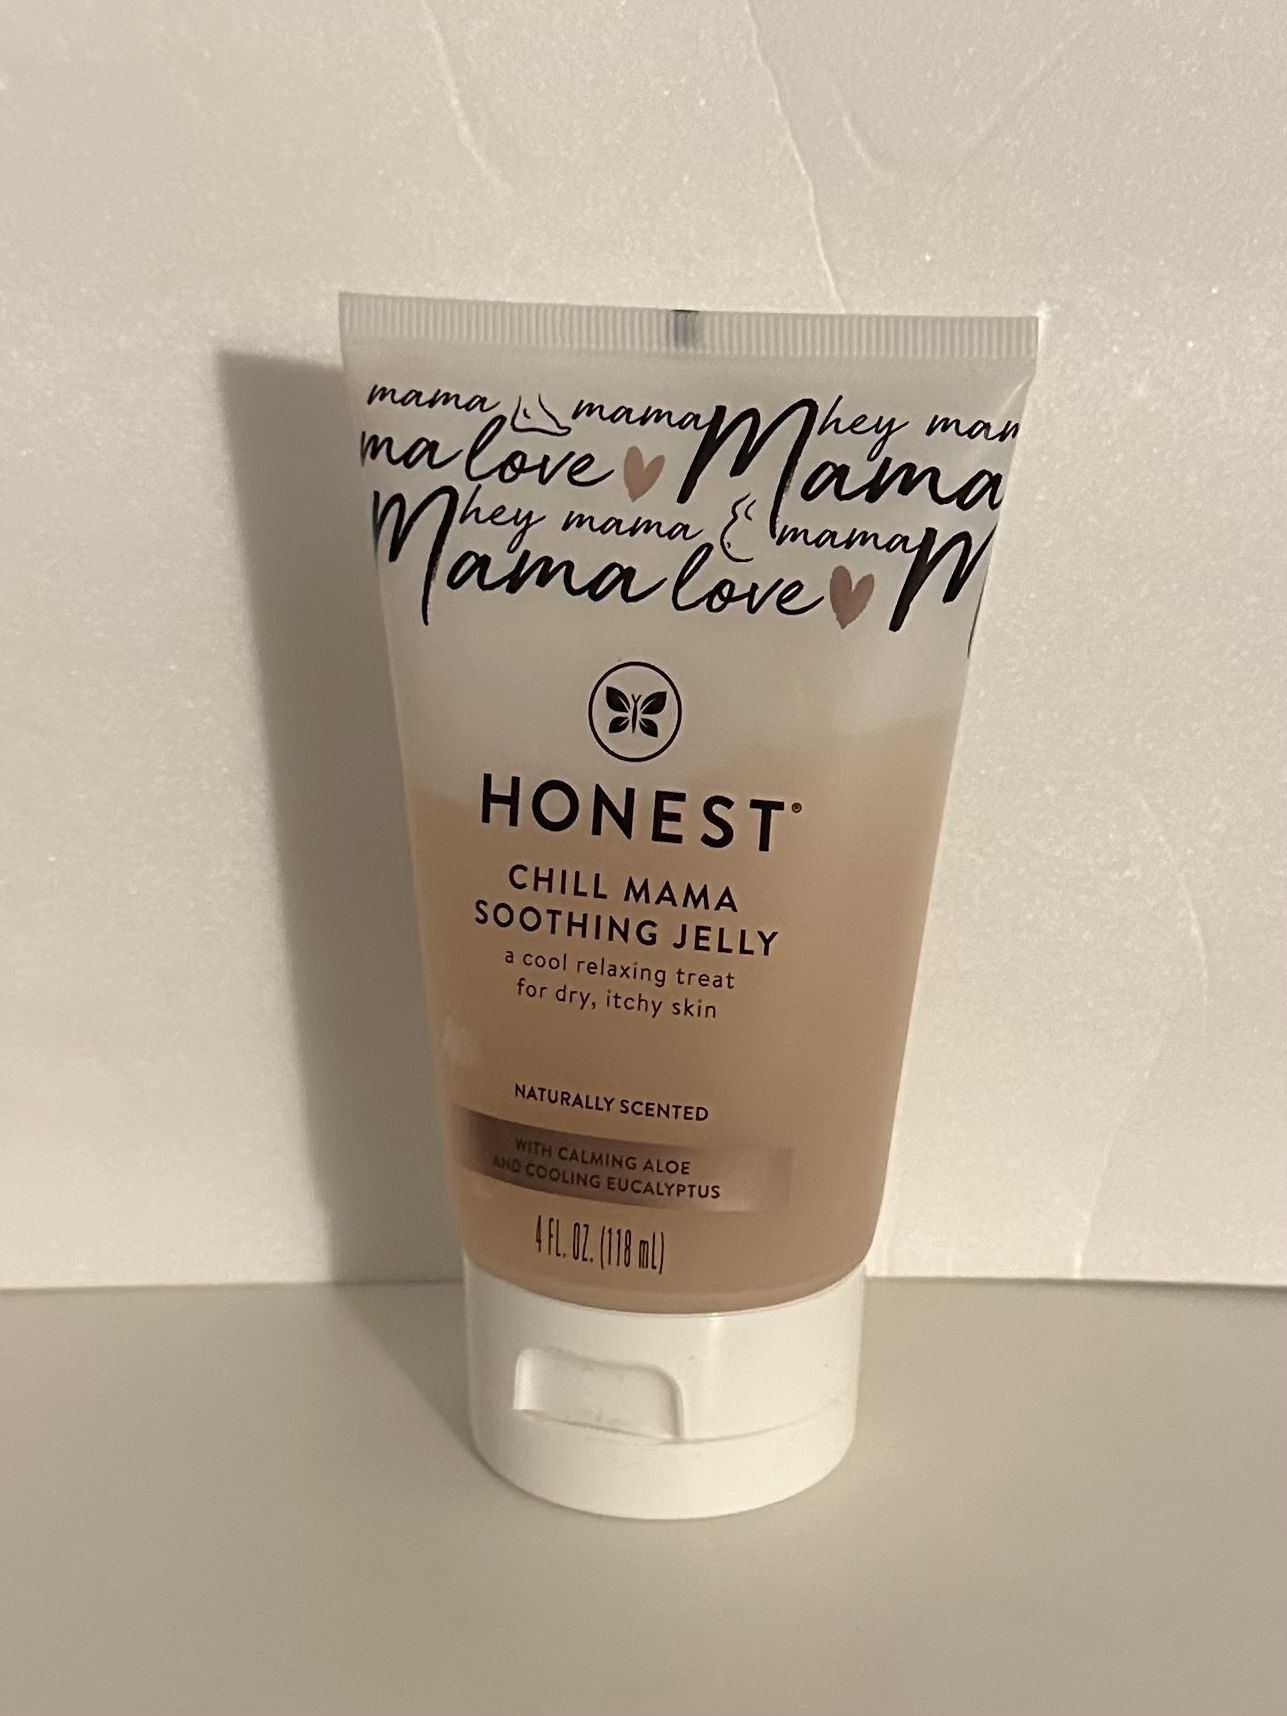 mama mama hey mam
ma love Mama
hey mama mama
Mama love M
HONEST®
CHILL MAMA
SOOTHING JELLY
a cool relaxing treat
for dry, itchy skin
NATURALLY SCENTED
WITH CALMING ALOE
AND COOLING EUCALYPTUS
4 FL. OZ. (118 mL)